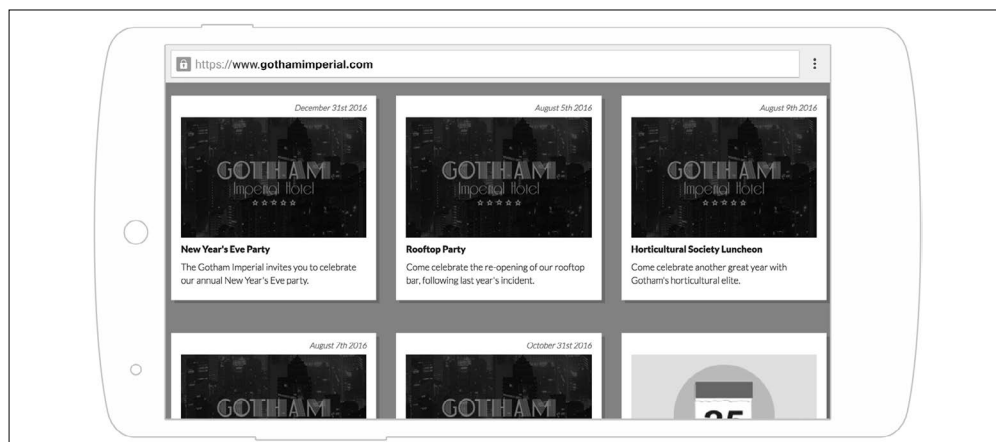 https://www.gothamimperial.com
December 31st 2016
GOTHAM
Imperial Hotel
New Year's Eve Party
The Gotham Imperial invites you to celebrate
our annual New Year's Eve party.
August 5th 2016
GOTHAM
Imperial Hotel
Rooftop Party
Come celebrate the re-opening of our rooftop
bar, following last year's incident.
August 9th 2016
GOTHAM
Imperial Hotel
Horticultural Society Luncheon
Come celebrate another great year with
Gotham's horticultural elite.
August 7th 2016
GOTHAM
October 31st 2016
GOTHAM
25